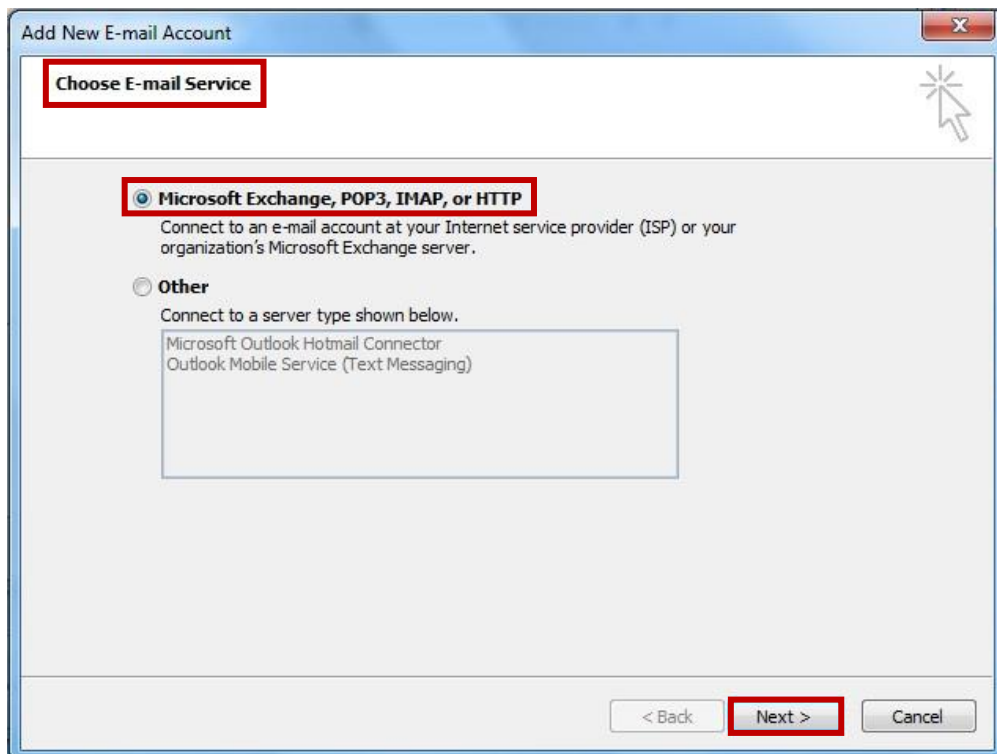 Add New E-mail Account
Choose E-mail Service
Microsoft Exchange, POP3, IMAP, or HTTP
Connect to an e-mail account at your Internet service provider (ISP) or your
organization's Microsoft Exchange server.
Other
Connect to a server type shown below.
Microsoft Outlook Hotmail Connector
Outlook Mobile Service (Text Messaging)
< Back Next > Cancel